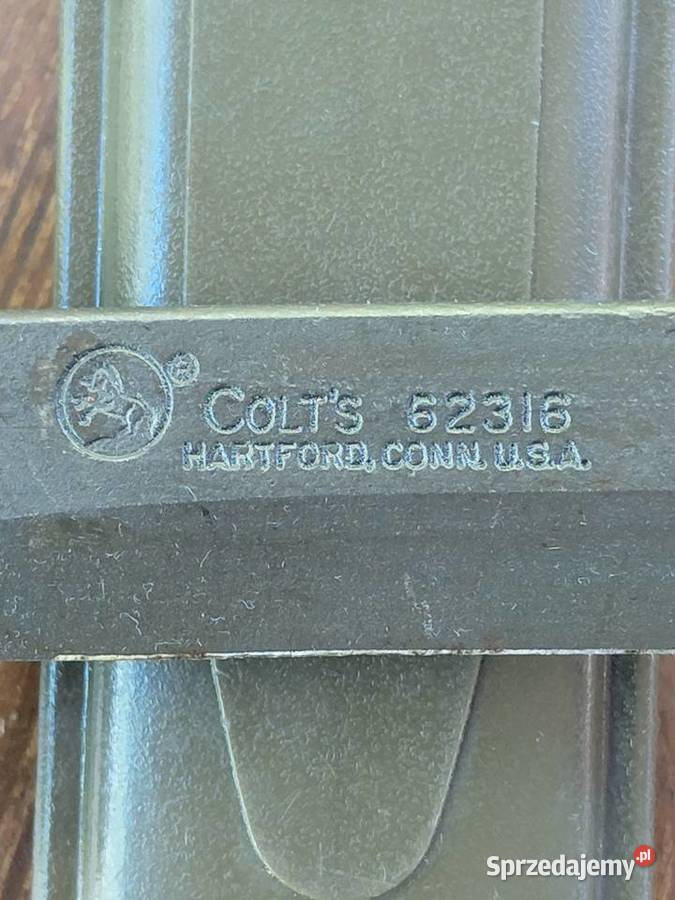 COLT'S 62316
HARTFORD, CONN. U.S.A.
Sprzedajemy.pl